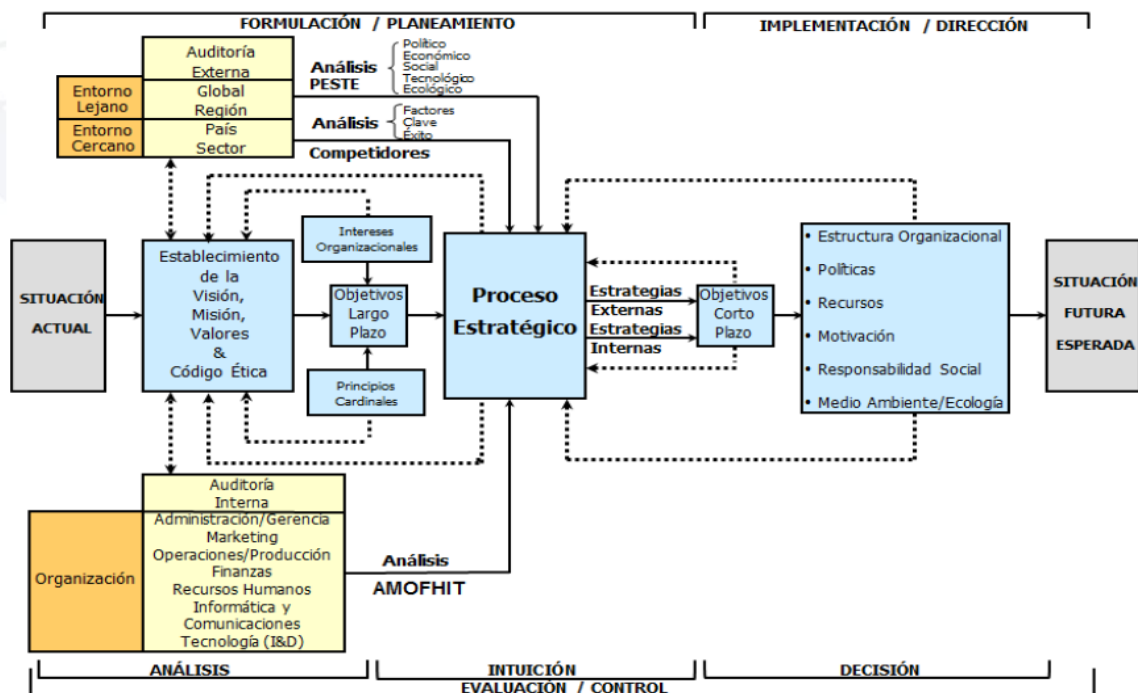 FORMULACIÓN / PLANEAMIENTO
IMPLEMENTACIÓN / DIRECCIÓN
Auditoría
Externa
Entorno
Lejano
Global
Región
Entorno
Cercano
País
Sector
Análisis
PESTE
Político
Económico
Social
Tecnológico
Ecológico
Análisis
Competidores
Factores
Clave
Éxito
SITUACIÓN
ACTUAL
Establecimiento
de la
Visión,
Misión,
Valores
&
Código Ética
Intereses
Organizacionales
Objetivos
Largo
Plazo
Principios
Cardinales
Proceso
Estratégico
Estrategias
Externas
Estrategias
Internas
Objetivos
Corto
Plazo
• Estructura Organizacional
• Políticas
• Recursos
• Motivación
• Responsabilidad Social
• Medio Ambiente/Ecología
SITUACIÓN
FUTURA
ESPERADA
Auditoría
Interna
Organización
Administración/Gerencia
Marketing
Operaciones/Producción
Finanzas
Recursos Humanos
Informática y
Comunicaciones
Tecnología (I&D)
Análisis
AMOFHIT
ANÁLISIS
INTUICIÓN
DECISIÓN
EVALUACIÓN / CONTROL